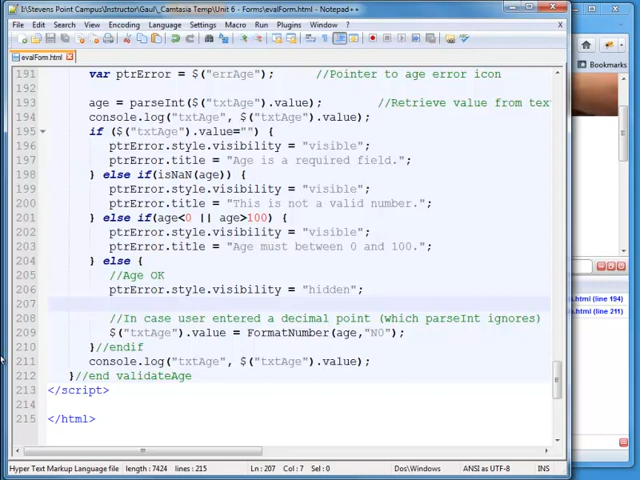 I:\Stevens Point Campus\Instructor\Gaul\_Camtasia Temp\Unit 6 - Forms\evalForm.html - Notepad++
File Edit Search View Encoding Language Settings Macro Run Plugins Window ?
evalForm.html
Bookmarks
191 var ptrError = $("errAge"); //Pointer to age error icon
192
193 age = parseInt($("txtAge").value); //Retrieve value from tex
194 console.log("txtAge", $("txtAge").value);
195 if ($("txtAge").value="") {
196 ptrError.style.visibility = "visible";
197 ptrError.title = "Age is a required field.";
198 } else if(isNaN(age)) {
199 ptrError.style.visibility = "visible";
200 ptrError.title = "This is not a valid number.";
201 } else if(age<0 || age>100) {
202 ptrError.style.visibility = "visible";
203 ptrError.title = "Age must between 0 and 100.";
204 } else {
205 //Age OK
206 ptrError.style.visibility = "hidden";
207
208 //In case user entered a decimal point (which parseInt ignores)
209 $("txtAge").value = FormatNumber(age,"N0");
210 }//endif
211 console.log("txtAge", $("txtAge").value);
212 }//end validateAge
213 </script>
214
215 </html>
s.html (line 194)
s.html (line 211)
Hyper Text Markup Language file length : 7424 lines : 215 Ln : 207 Col : 7 Sel : 0 Dos\Windows ANSI as UTF-8 INS